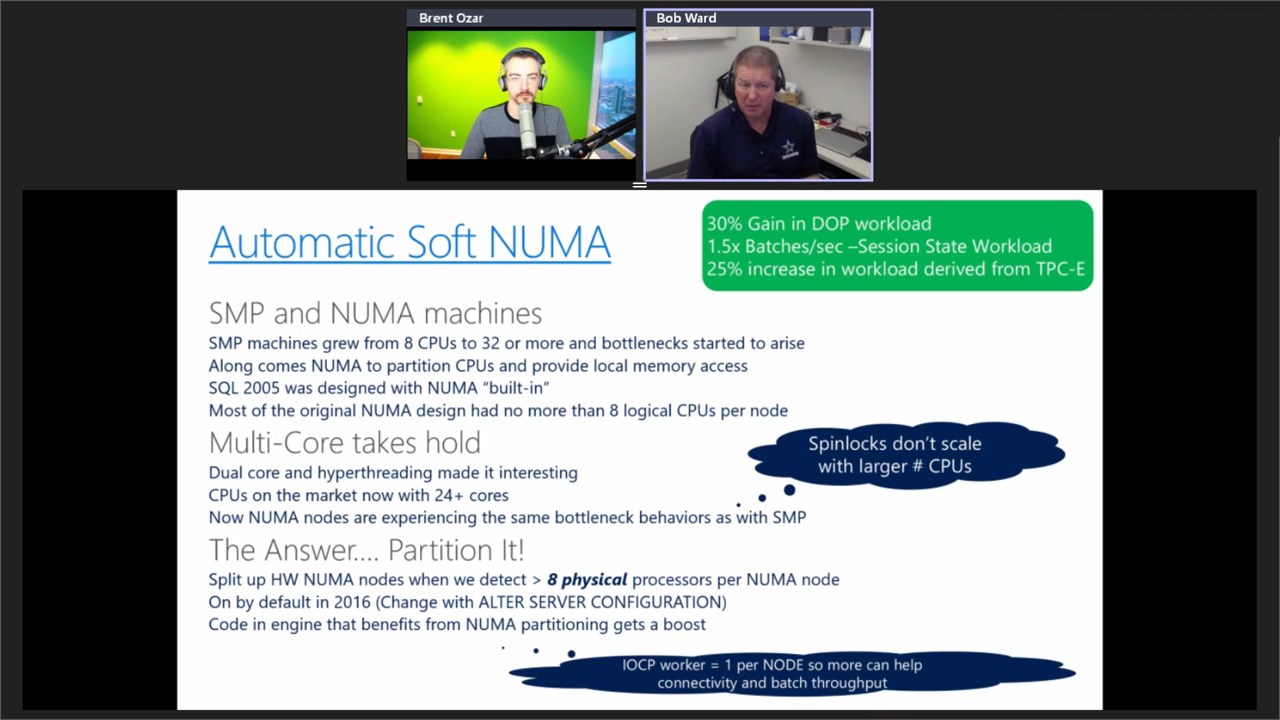 Brent Ozar
Bob Ward
Automatic Soft NUMA
30% Gain in DOP workload
1.5x Batches/sec –Session State Workload
25% increase in workload derived from TPC-E
SMP and NUMA machines
SMP machines grew from 8 CPUs to 32 or more and bottlenecks started to arise
Along comes NUMA to partition CPUs and provide local memory access
SQL 2005 was designed with NUMA “built-in”
Most of the original NUMA design had no more than 8 logical CPUs per node
Multi-Core takes hold
Dual core and hyperthreading made it interesting
CPUs on the market now with 24+ cores
Now NUMA nodes are experiencing the same bottleneck behaviors as with SMP
Spinlocks don’t scale
with larger # CPUs
The Answer.... Partition It!
Split up HW NUMA nodes when we detect > 8 physical processors per NUMA node
On by default in 2016 (Change with ALTER SERVER CONFIGURATION)
Code in engine that benefits from NUMA partitioning gets a boost
IOCP worker = 1 per NODE so more can help
connectivity and batch throughput